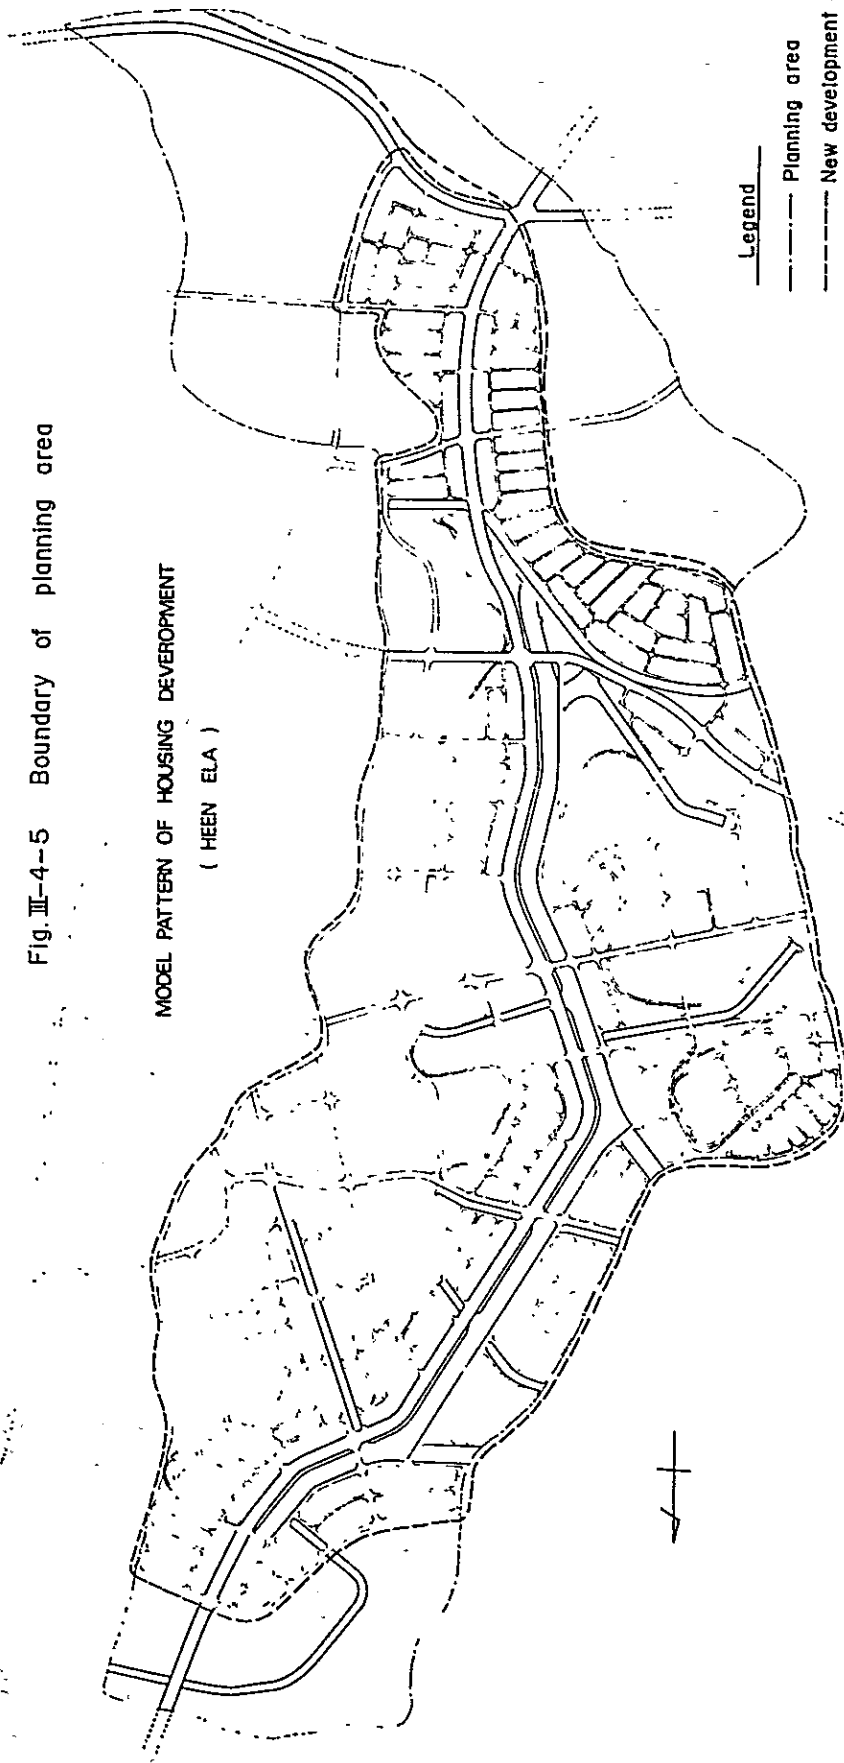 Fig. Ⅲ-4-5 Boundary of planning area
MODEL PATTERN OF HOUSING DEVEROPMENT
( HEEN ELA )
Legend
Planning area
New development